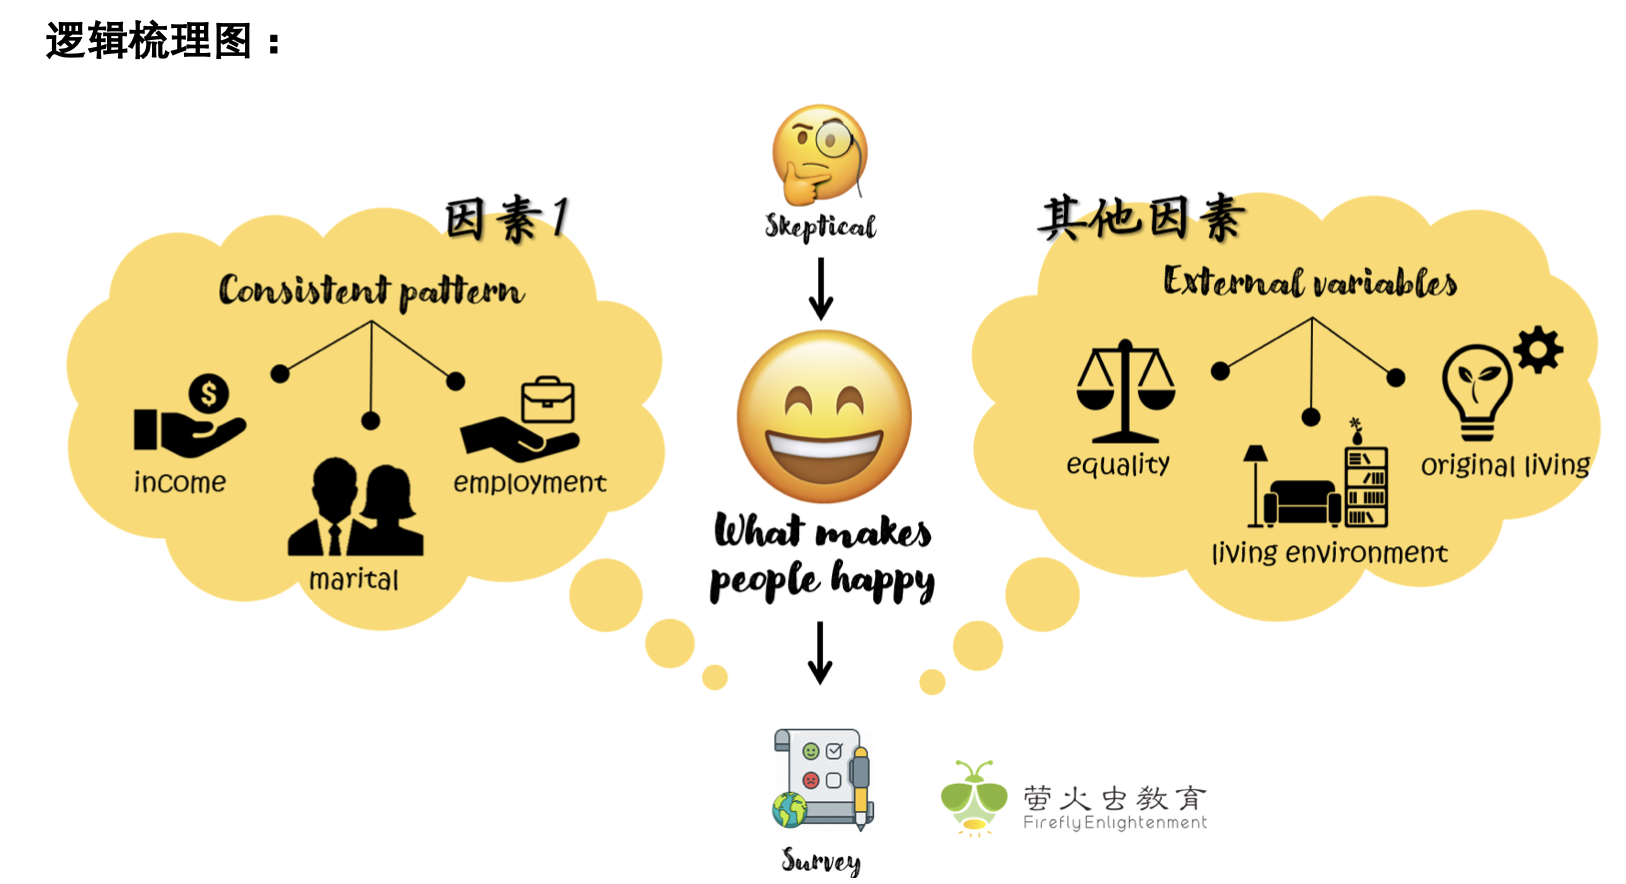 逻辑梳理图：
Skeptical
因素1
Consistent pattern
income
marital
employment
其他因素
External variables
equality
living environment
original living
What makes
people happy
Survey
萤火虫教育
FireflyEnlightenment